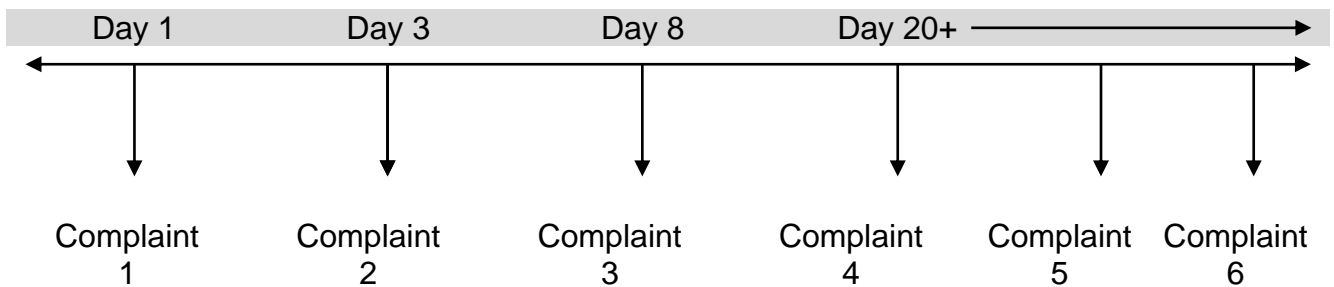 Day 1 Day 3 Day 8 Day 20+
Complaint Complaint Complaint Complaint Complaint Complaint
1 2 3 4 5 6